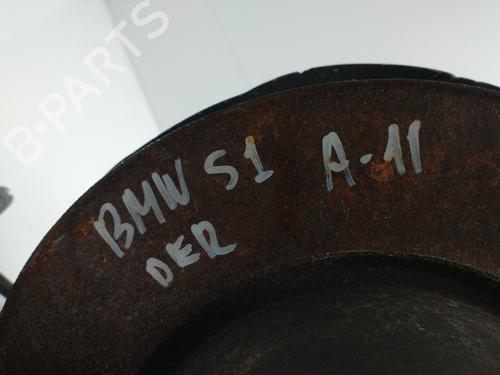 B-PARTS
BMW S1 A-11
DER